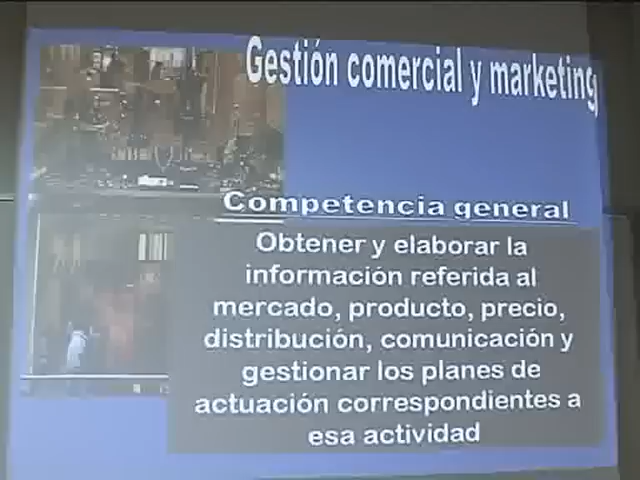 Gestión comercial y marketing
Competencia general
Obtener y elaborar la
información referida al
mercado, producto, precio,
distribución, comunicación y
gestionar los planes de
actuación correspondientes a
esa actividad